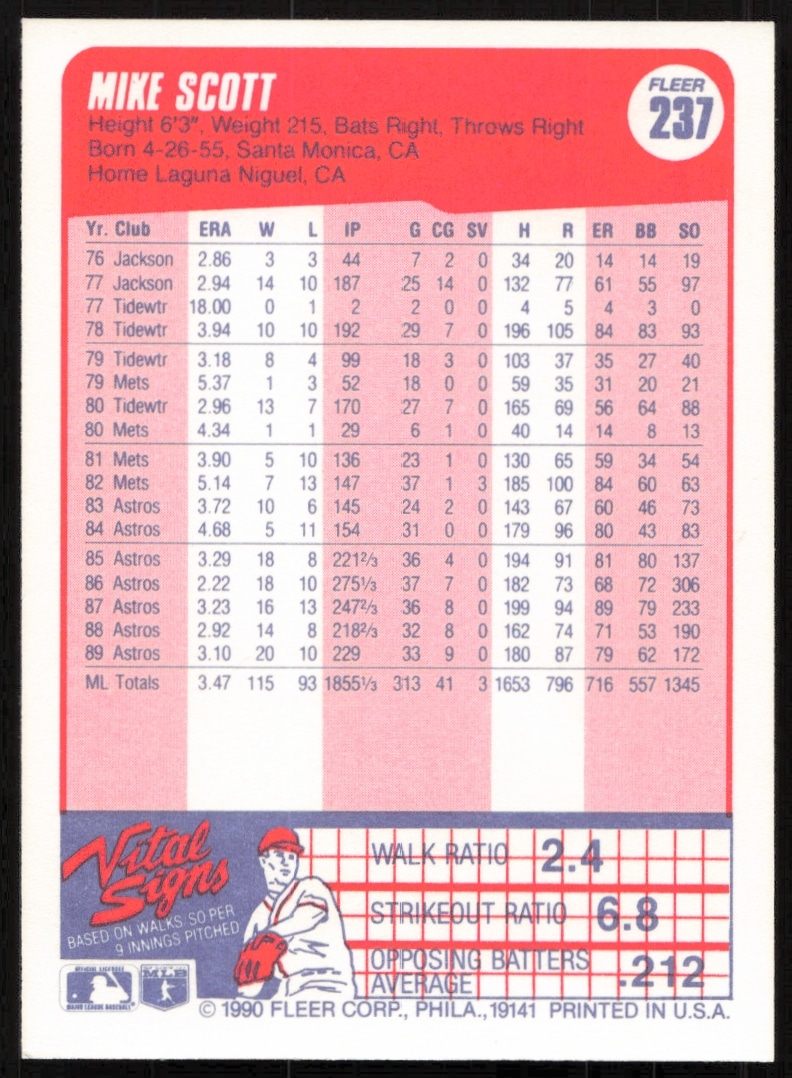 MIKE SCOTT
FLEER
237
Height 6'3", Weight 215, Bats Right, Throws Right
Born 4-26-55, Santa Monica, CA
Home Laguna Niguel, CA
Yr. Club ERA W L IP G CG SV H R ER BB SO
76 Jackson 2.86 3 3 44 7 2 0 34 20 14 14 19
77 Jackson 2.94 14 10 187 25 14 0 132 77 61 55 97
77 Tidewtr 18.00 0 1 2 2 0 0 4 5 4 3 0
78 Tidewtr 3.94 10 10 192 29 7 0 196 105 84 83 93
79 Tidewtr 3.18 8 4 99 18 3 0 103 37 35 27 40
79 Mets 5.37 1 3 52 18 0 0 59 35 31 20 21
80 Tidewtr 2.96 13 7 170 27 7 0 165 69 56 64 88
80 Mets 4.34 1 1 29 6 1 0 40 14 14 8 13
81 Mets 3.90 5 10 136 23 1 0 130 65 59 34 54
82 Mets 5.14 7 13 147 37 1 3 185 100 84 60 63
83 Astros 3.72 10 6 145 24 2 0 143 67 60 46 73
84 Astros 4.68 5 11 154 31 0 0 179 96 80 43 83
85 Astros 3.29 18 8 221⅔ 36 4 0 194 91 81 80 137
86 Astros 2.22 18 10 275⅓ 37 7 0 182 73 68 72 306
87 Astros 3.23 16 13 247⅔ 36 8 0 199 94 89 79 233
88 Astros 2.92 14 8 218⅔ 32 8 0 162 74 71 53 190
89 Astros 3.10 20 10 229 33 9 0 180 87 79 62 172
ML Totals 3.47 115 93 1855⅓ 313 41 3 1653 796 716 557 1345
Vital
Signs
BASED ON WALKS, SO PER
9 INNINGS PITCHED
WALK RATIO 2.4
STRIKEOUT RATIO 6.8
OPPOSING BATTERS
AVERAGE .212
OFFICIAL LICENSEE
MAJOR LEAGUE BASEBALL
MLB
© 1990 FLEER CORP., PHILA., 19141 PRINTED IN U.S.A.